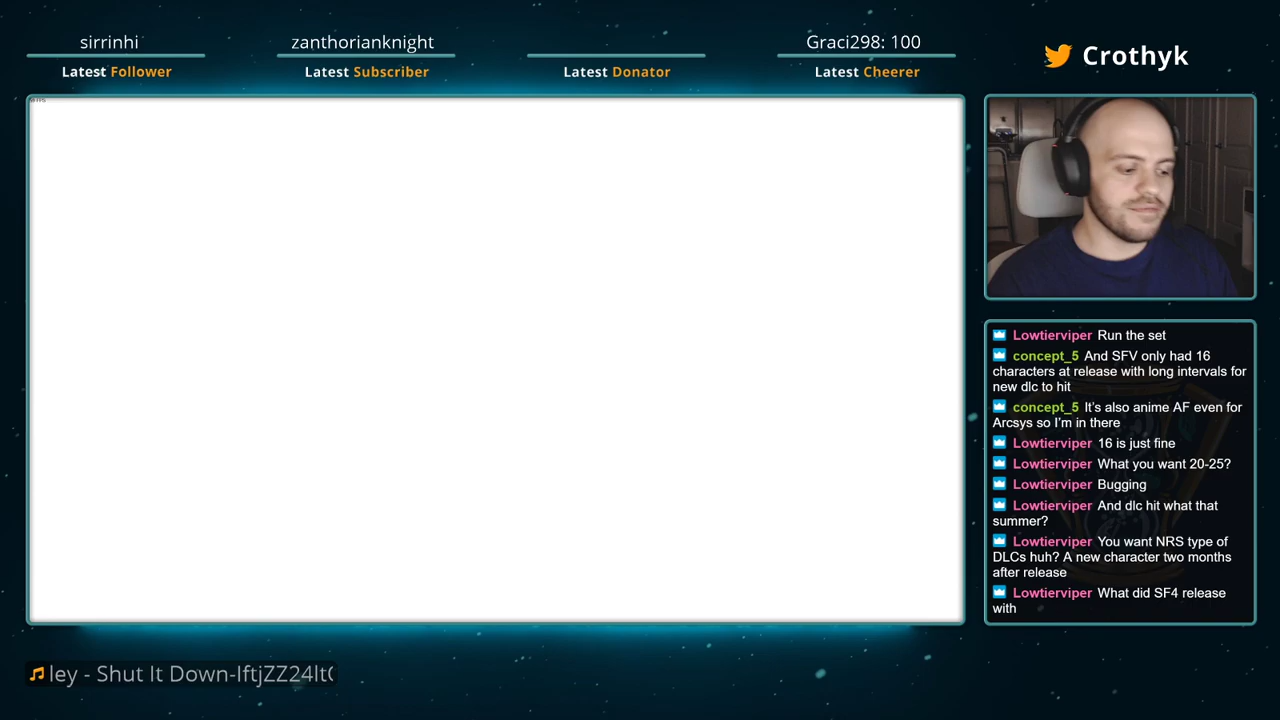 sirrinhi
Latest Follower
zanthorianknight
Latest Subscriber
Latest Donator
Graci298: 100
Latest Cheerer
Crothyk
Lowtierviper Run the set
concept_5 And SFV only had 16
characters at release with long intervals for
new dlc to hit
concept_5 It's also anime AF even for
Arcsys so I'm in there
Lowtierviper 16 is just fine
Lowtierviper What you want 20-25?
Lowtierviper Bugging
Lowtierviper And dlc hit what that
summer?
Lowtierviper You want NRS type of
DLCs huh? A new character two months
after release
Lowtierviper What did SF4 release
with
ley - Shut It Down-IftjZZ24It